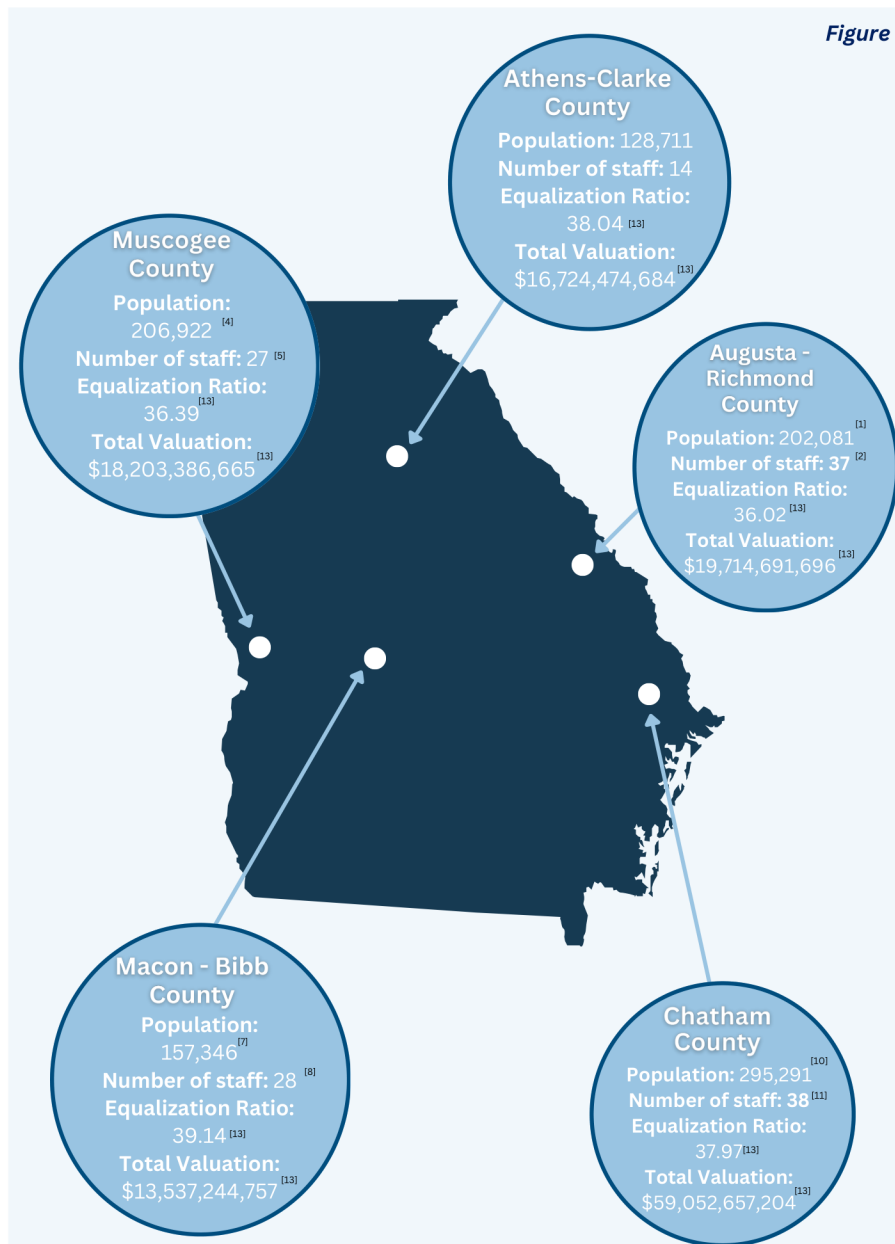 Figure
Athens-Clarke
County
Population: 128,711
Number of staff: 14
Equalization Ratio:
38.04 [13]
Total Valuation:
$16,724,474,684 [13]
Muscogee
County
Population:
206,922 [4]
Number of staff: 27 [5]
Equalization Ratio:
36.39 [13]
Total Valuation:
$18,203,386,665 [13]
Augusta -
Richmond
County
Population: 202,081 [1]
Number of staff: 37 [2]
Equalization Ratio:
36.02 [13]
Total Valuation:
$19,714,691,696 [13]
Macon - Bibb
County
Population:
157,346 [7]
Number of staff: 28 [8]
Equalization Ratio:
39.14 [13]
Total Valuation:
$13,537,244,757 [13]
Chatham
County
Population: 295,291 [10]
Number of staff: 38 [11]
Equalization Ratio:
37.97 [13]
Total Valuation:
$59,052,657,204 [13]